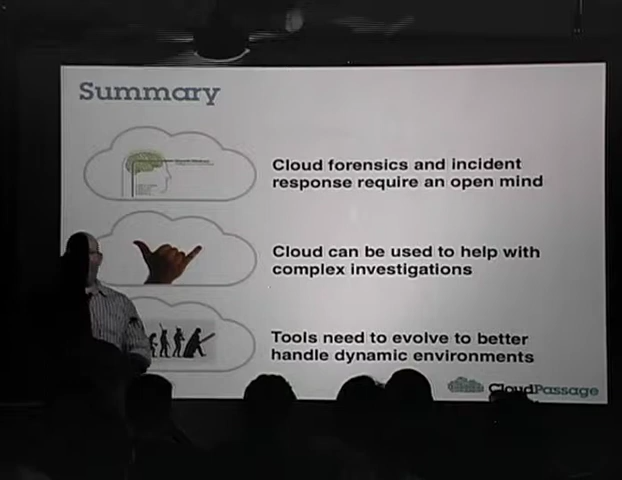 Summary
Cloud forensics and incident
response require an open mind
Cloud can be used to help with
complex investigations
Tools need to evolve to better
handle dynamic environments
CloudPassage